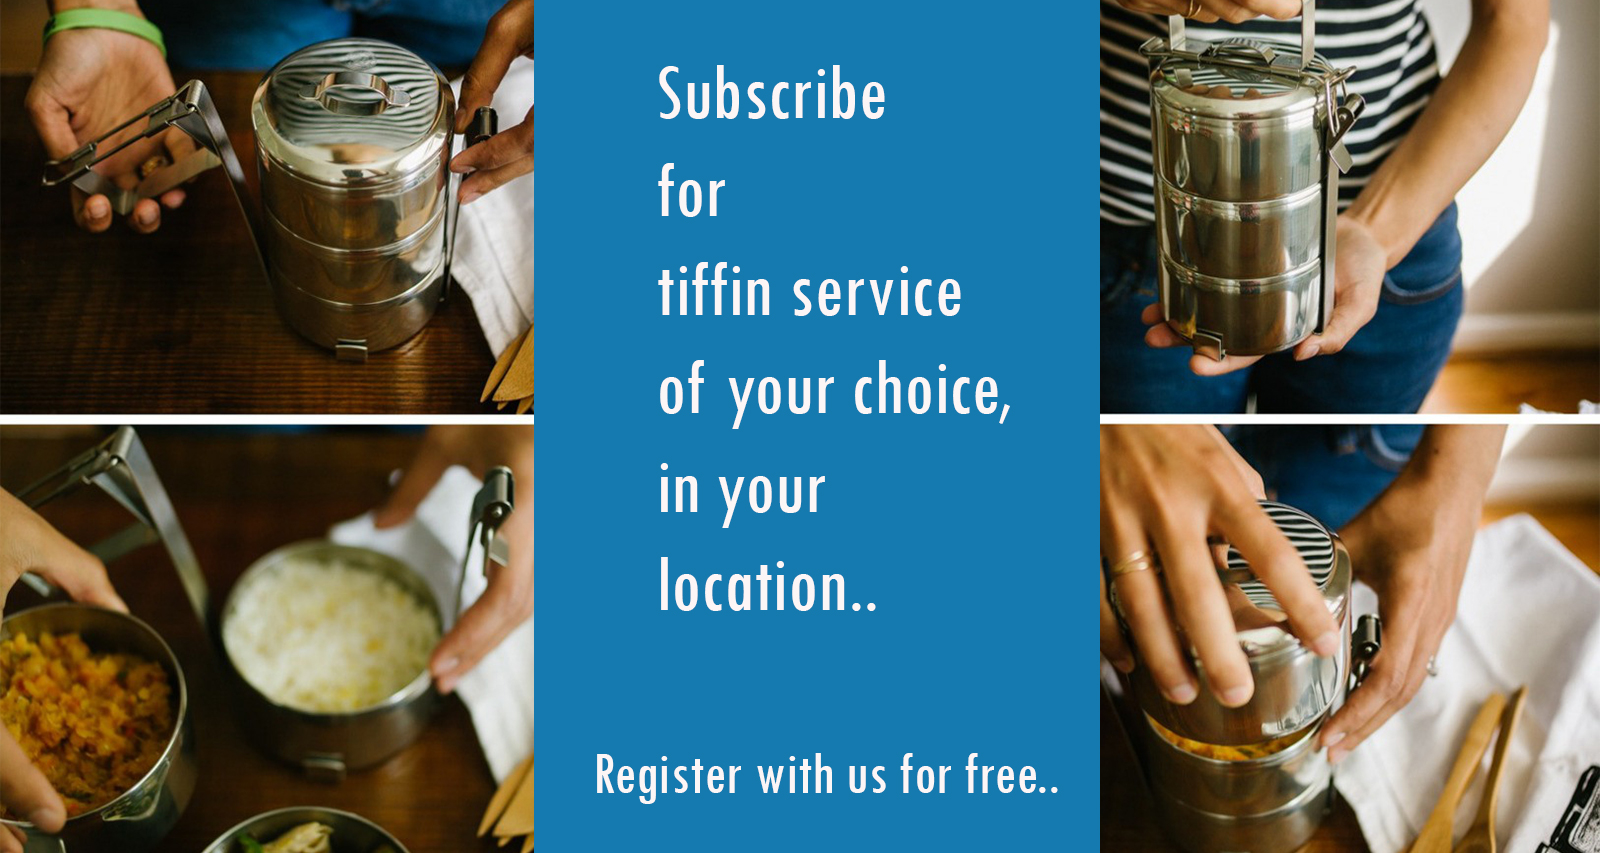 Subscribe
for
tiffin service
of your choice,
in your
location..
Register with us for free..